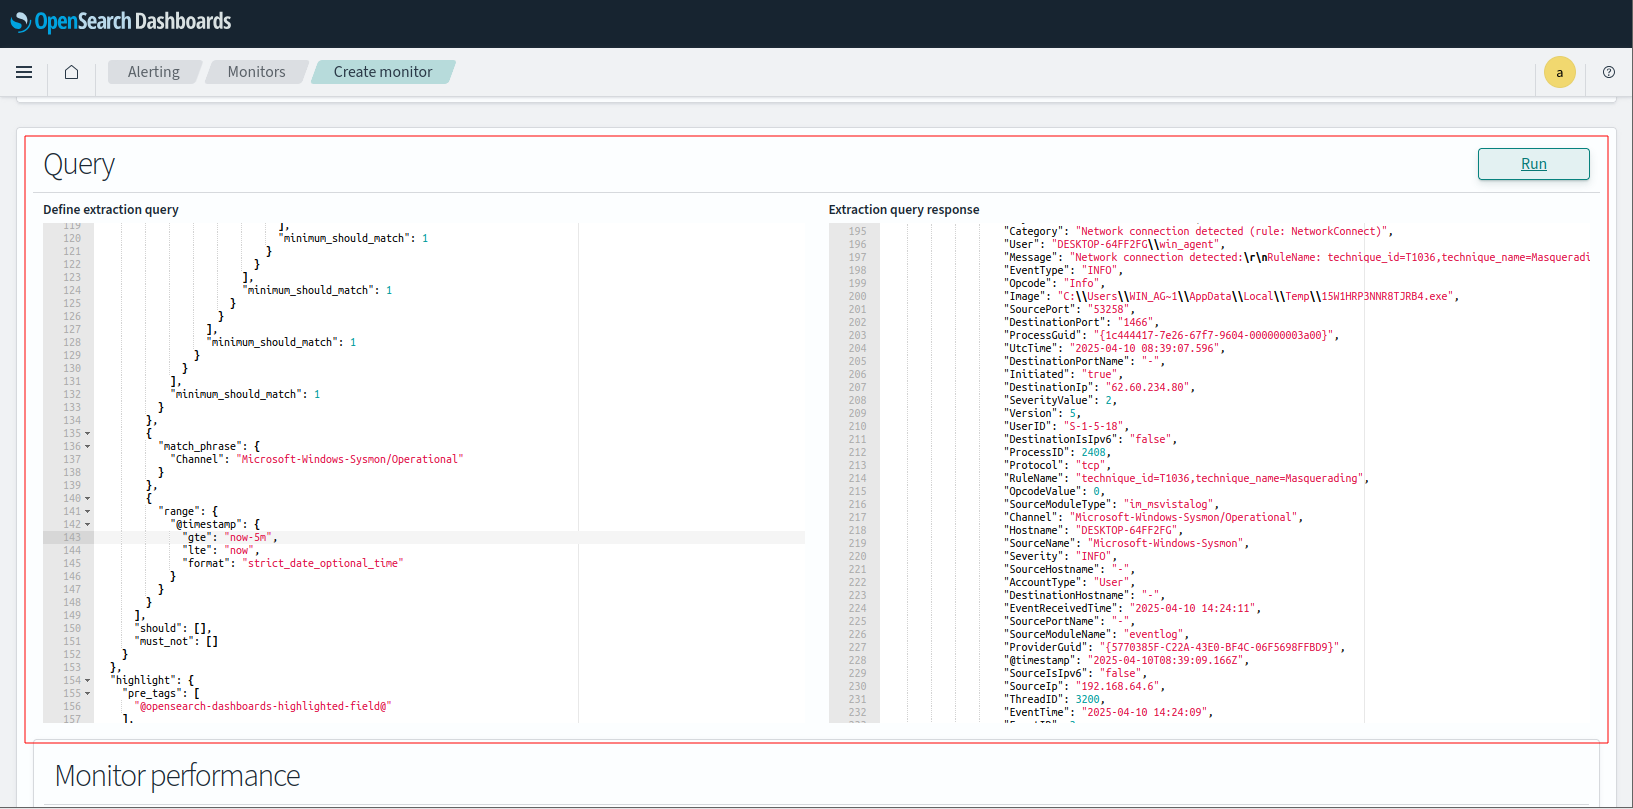 OpenSearch Dashboards
Alerting
Monitors
Create monitor
a
Query
Run
Define extraction query
Extraction query response
119 ],
120 "minimum_should_match": 1
121 }
122 }
123 ],
124 "minimum_should_match": 1
125 }
126 }
127 ],
128 "minimum_should_match": 1
129 }
130 }
131 ],
132 "minimum_should_match": 1
133 }
134 },
135 {
136 "match_phrase": {
137 "Channel": "Microsoft-Windows-Sysmon/Operational"
138 }
139 },
140 {
141 "range": {
142 "@timestamp": {
143 "gte": "now-5m",
144 "lte": "now",
145 "format": "strict_date_optional_time"
146 }
147 }
148 }
149 ],
150 "should": [],
151 "must_not": []
152 }
153 },
154 "highlight": {
155 "pre_tags": [
156 "@opensearch-dashboards-highlighted-field@"
157 ],
195 "Category": "Network connection detected (rule: NetworkConnect)",
196 "User": "DESKTOP-64FF2FG\\win_agent",
197 "Message": "Network connection detected:\r\nRuleName: technique_id=T1036,technique_name=Masqueradi
198 "EventType": "INFO",
199 "Opcode": "Info",
200 "Image": "C:\\Users\\WIN_AG~1\\AppData\\Local\\Temp\\15W1HRP3NNR8TJRB4.exe",
201 "SourcePort": "53258",
202 "DestinationPort": "1466",
203 "ProcessGuid": "{1c444417-7e26-67f7-9604-000000003a00}",
204 "UtcTime": "2025-04-10 08:39:07.596",
205 "DestinationPortName": "-",
206 "Initiated": "true",
207 "DestinationIp": "62.60.234.80",
208 "SeverityValue": 2,
209 "Version": 5,
210 "UserID": "S-1-5-18",
211 "DestinationIsIpv6": "false",
212 "ProcessID": 2408,
213 "Protocol": "tcp",
214 "RuleName": "technique_id=T1036,technique_name=Masquerading",
215 "OpcodeValue": 0,
216 "SourceModuleType": "im_msvistalog",
217 "Channel": "Microsoft-Windows-Sysmon/Operational",
218 "Hostname": "DESKTOP-64FF2FG",
219 "SourceName": "Microsoft-Windows-Sysmon",
220 "Severity": "INFO",
221 "SourceHostname": "-",
222 "AccountType": "User",
223 "DestinationHostname": "-",
224 "EventReceivedTime": "2025-04-10 14:24:11",
225 "SourcePortName": "-",
226 "SourceModuleName": "eventlog",
227 "ProviderGuid": "{5770385F-C22A-43E0-BF4C-06F5698FFBD9}",
228 "@timestamp": "2025-04-10T08:39:09.166Z",
229 "SourceIsIpv6": "false",
230 "SourceIp": "192.168.64.6",
231 "ThreadID": 3200,
232 "EventTime": "2025-04-10 14:24:09",
Monitor performance